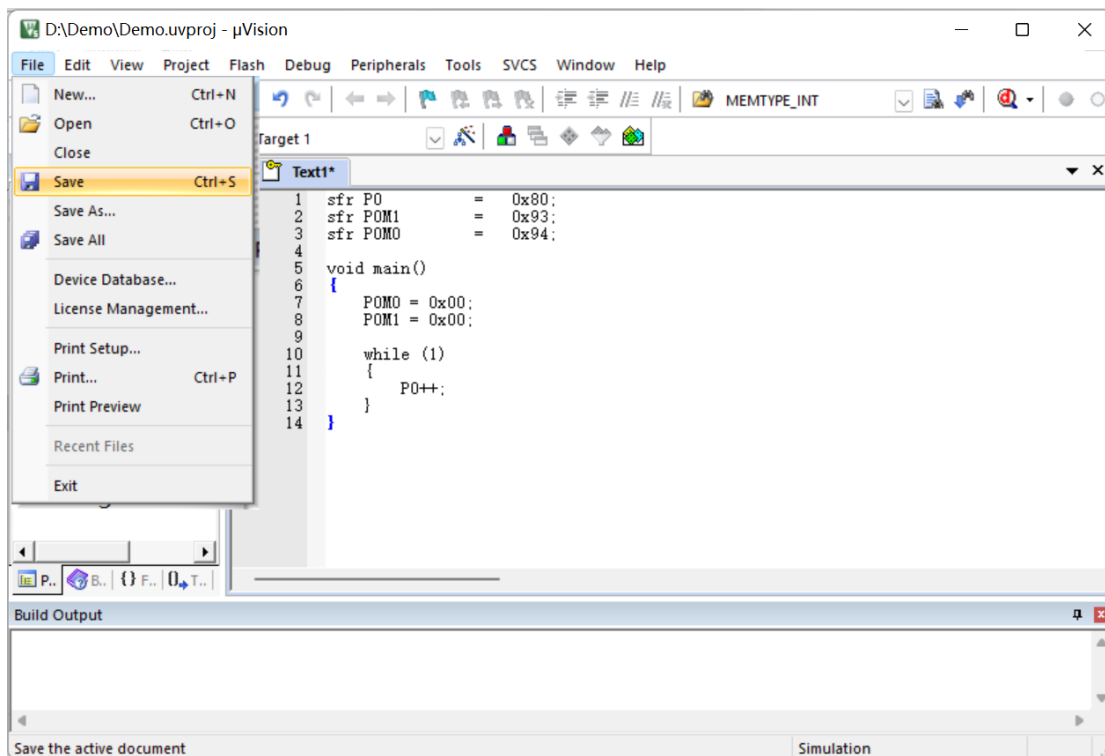 D:\Demo\Demo.uvproj - µVision
File Edit View Project Flash Debug Peripherals Tools SVCS Window Help
New... Ctrl+N
Open Ctrl+O
Close
Save Ctrl+S
Save As...
Save All
Device Database...
License Management...
Print Setup...
Print... Ctrl+P
Print Preview
Recent Files
Exit
MEMTYPE_INT
Target 1
Text1*
1 sfr P0 = 0x80;
2 sfr P0M1 = 0x93;
3 sfr P0M0 = 0x94;
4
5 void main()
6 {
7 P0M0 = 0x00;
8 P0M1 = 0x00;
9
10 while (1)
11 {
12 P0++;
13 }
14 }
P.. B.. {} F.. 0 T..
Build Output
Save the active document Simulation